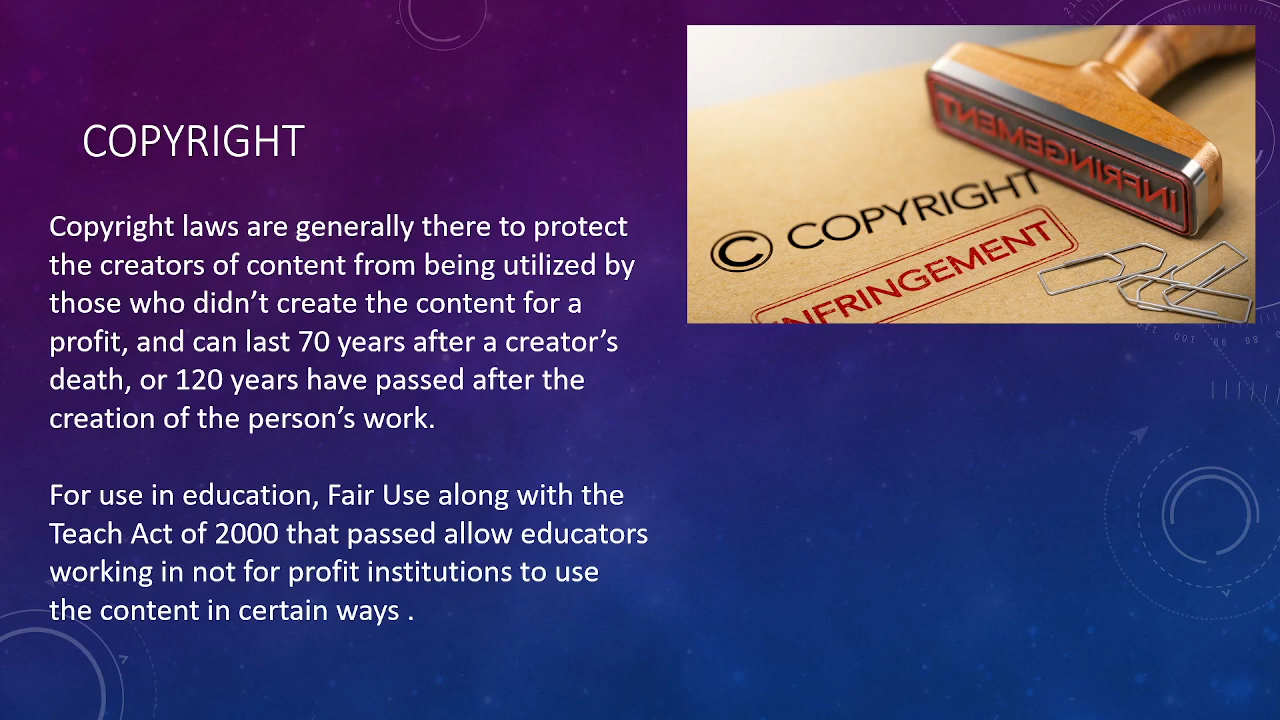 COPYRIGHT
Copyright laws are generally there to protect
the creators of content from being utilized by
those who didn’t create the content for a
profit, and can last 70 years after a creator’s
death, or 120 years have passed after the
creation of the person’s work.
For use in education, Fair Use along with the
Teach Act of 2000 that passed allow educators
working in not for profit institutions to use
the content in certain ways .
INFRINGEMENT
© COPYRIGHT
INFRINGEMENT